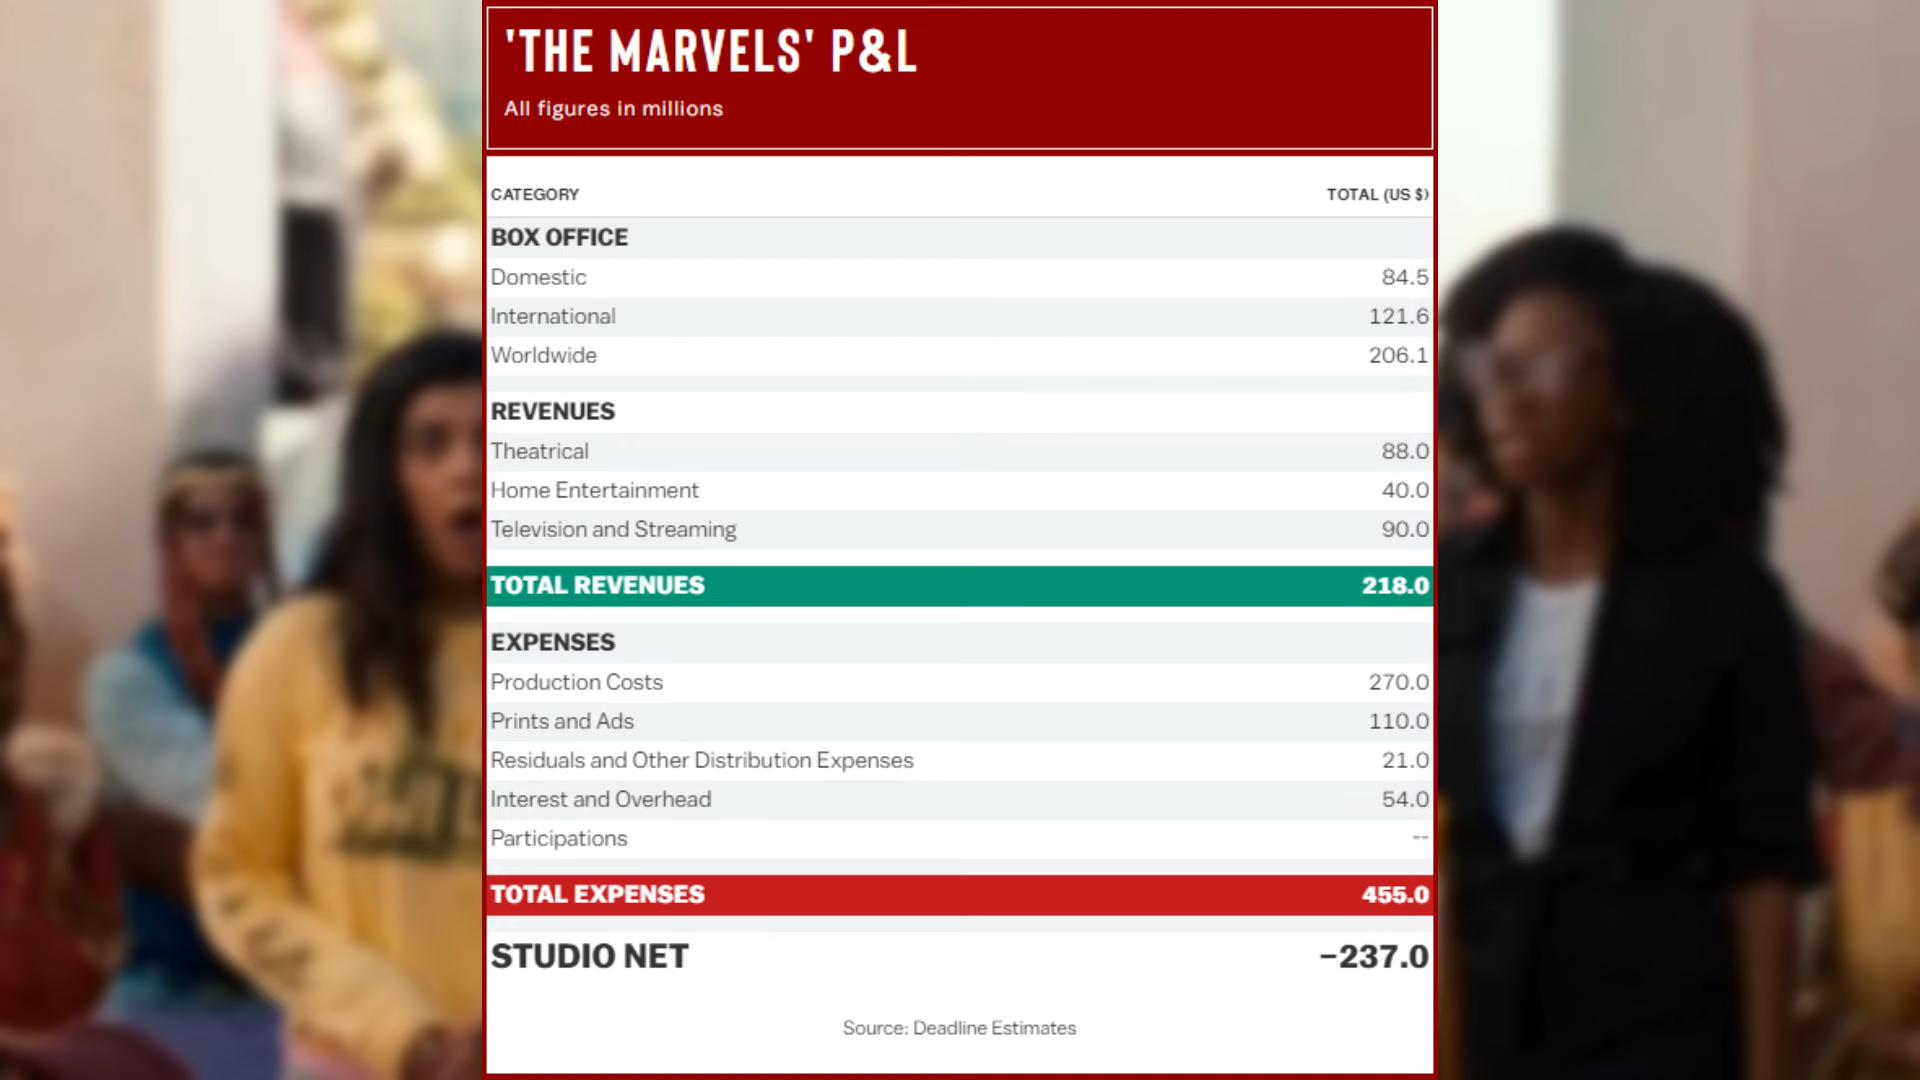 'THE MARVELS' P&L
All figures in millions
CATEGORY TOTAL (US $)
BOX OFFICE
Domestic 84.5
International 121.6
Worldwide 206.1
REVENUES
Theatrical 88.0
Home Entertainment 40.0
Television and Streaming 90.0
TOTAL REVENUES 218.0
EXPENSES
Production Costs 270.0
Prints and Ads 110.0
Residuals and Other Distribution Expenses 21.0
Interest and Overhead 54.0
Participations --
TOTAL EXPENSES 455.0
STUDIO NET −237.0
Source: Deadline Estimates